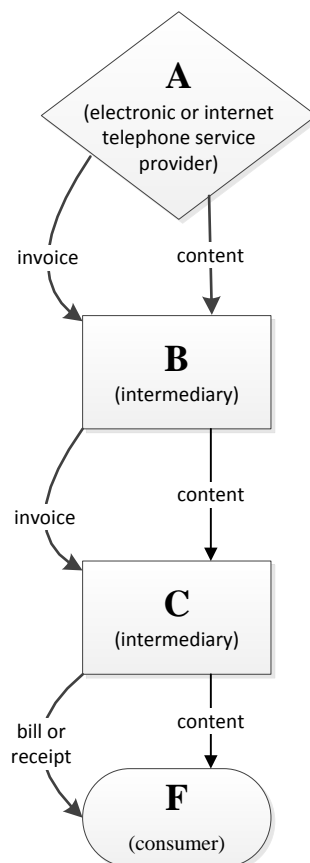 A
(electronic or internet
telephone service
provider)
invoice
content
B
(intermediary)
invoice
content
C
(intermediary)
bill or
receipt
content
F
(consumer)